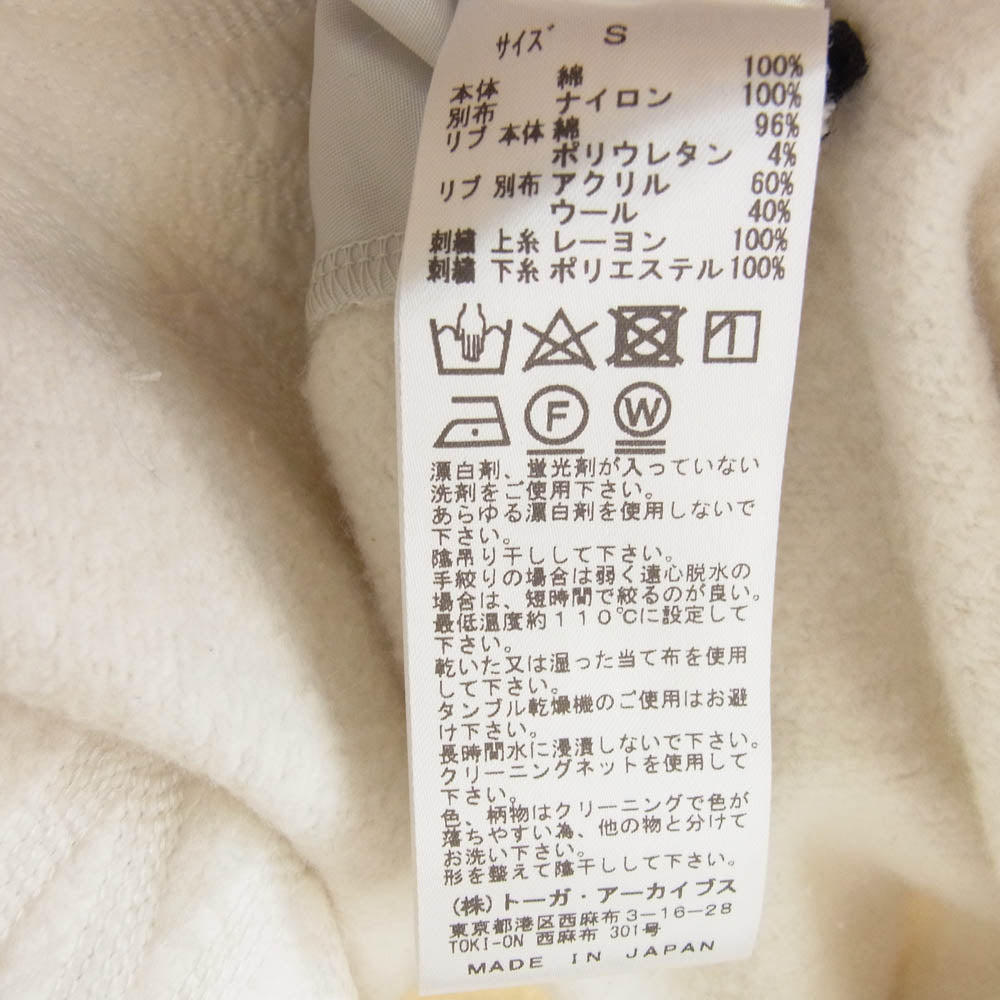 サイズ S
本体 綿 100%
別布 ナイロン 100%
リブ 本体 綿 96%
ポリウレタン 4%
リブ 別布 アクリル 60%
ウール 40%
刺繍 上糸 レーヨン 100%
刺繍 下糸 ポリエステル 100%
F W
漂白剤、蛍光剤が入っていない
洗剤をご使用下さい。
あらゆる漂白剤を使用しないで
下さい。
陰吊り干しして下さい。
手絞りの場合は弱く遠心脱水の
場合は、短時間で絞るのが良い。
最低温度約110℃に設定して
下さい。
乾いた又は湿った当て布を使用
して下さい。
タンブル乾燥機のご使用はお避
け下さい。
長時間水に浸漬しないで下さい。
クリーニングネットを使用して
下さい。
色、柄物はクリーニングで色が
落ちやすい為、他の物と分けて
お洗い下さい。
形を整えて陰干しして下さい。
(株)トーガ・アーカイブス
東京都港区西麻布3-16-28
TOKI-ON 西麻布 301号
MADE IN JAPAN